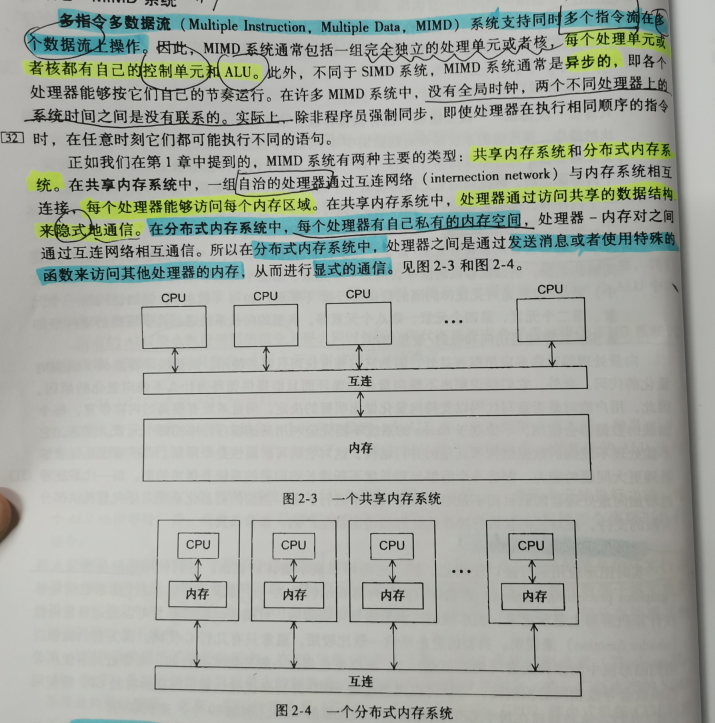 MIMD 系统
多指令多数据流（Multiple Instruction, Multiple Data, MIMD）系统支持同时多个指令流在多
个数据流上操作。因此，MIMD 系统通常包括一组完全独立的处理单元或者核，每个处理单元或
者核都有自己的控制单元和 ALU。此外，不同于 SIMD 系统，MIMD 系统通常是异步的，即各个
处理器能够按它们自己的节奏运行。在许多 MIMD 系统中，没有全局时钟，两个不同处理器上的
系统时间之间是没有联系的。实际上，除非程序员强制同步，即使处理器在执行相同顺序的指令
32 时，在任意时刻它们都可能执行不同的语句。
正如我们在第 1 章中提到的，MIMD 系统有两种主要的类型：共享内存系统和分布式内存系
统。在共享内存系统中，一组自治的处理器通过互连网络（internection network）与内存系统相互
连接，每个处理器能够访问每个内存区域。在共享内存系统中，处理器通过访问共享的数据结构
来隐式地通信。在分布式内存系统中，每个处理器有自己私有的内存空间，处理器 - 内存对之间
通过互连网络相互通信。所以在分布式内存系统中，处理器之间是通过发送消息或者使用特殊的
函数来访问其他处理器的内存，从而进行显式的通信。见图 2-3 和图 2-4。
CPU CPU CPU CPU
...
互连
内存
图 2-3 一个共享内存系统
CPU CPU CPU CPU
...
内存 内存 内存 内存
互连
图 2-4 一个分布式内存系统